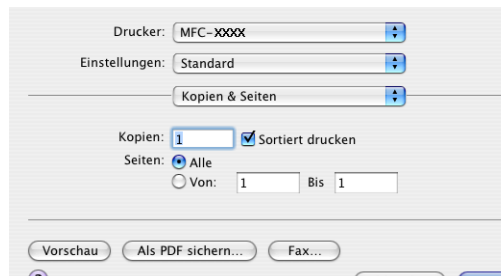 Drucker: MFC-XXXX
Einstellungen: Standard
Kopien & Seiten
Kopien: 1 Sortiert drucken
Seiten: Alle
Von: 1 Bis 1
Vorschau Als PDF sichern... Fax...
?